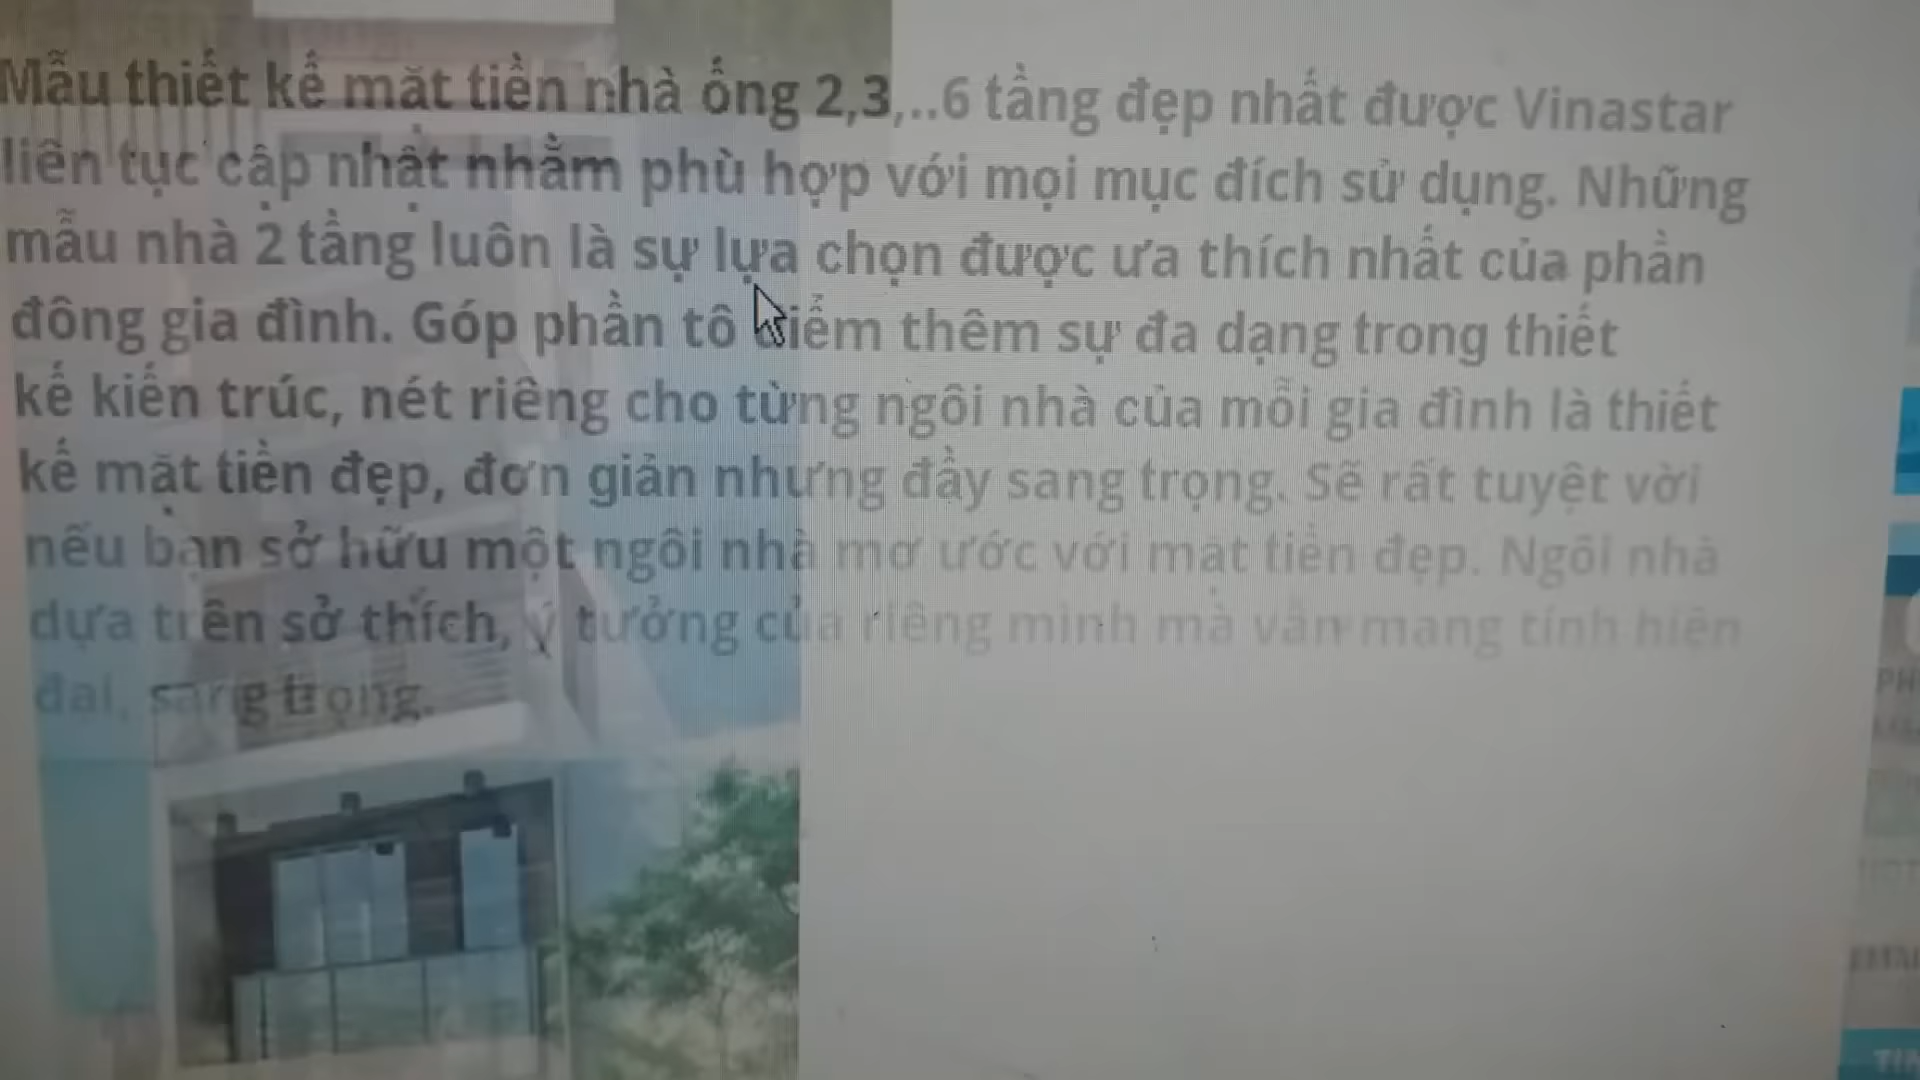 Mẫu thiết kế mặt tiền nhà ống 2,3,..6 tầng đẹp nhất được Vinastar
liên tục cập nhật nhằm phù hợp với mọi mục đích sử dụng. Những
mẫu nhà 2 tầng luôn là sự lựa chọn được ưa thích nhất của phần
đông gia đình. Góp phần tô điểm thêm sự đa dạng trong thiết
kế kiến trúc, nét riêng cho từng ngôi nhà của mỗi gia đình là thiết
kế mặt tiền đẹp, đơn giản nhưng đầy sang trọng. Sẽ rất tuyệt vời
nếu bạn sở hữu một ngôi nhà mơ ước với mặt tiền đẹp. Ngôi nhà
dựa trên sở thích, ý tưởng của riêng mình mà vẫn mang tính hiện
đại, sang trọng.